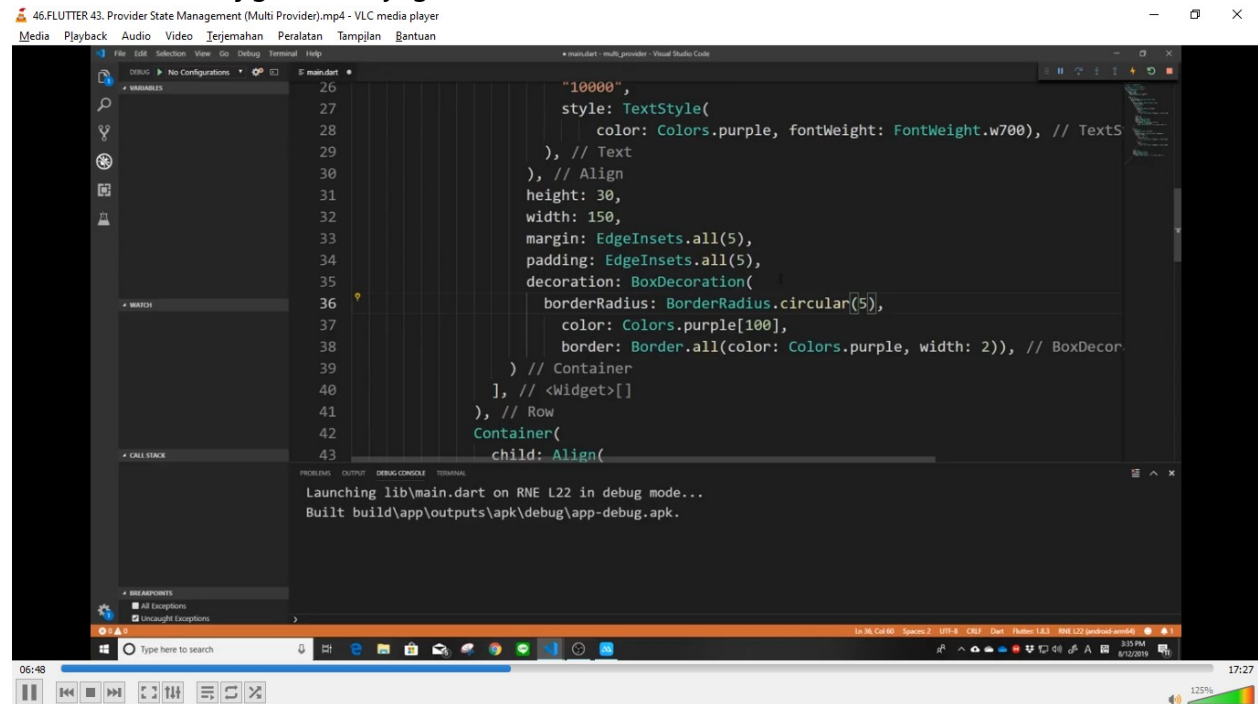 46.FLUTTER 43. Provider State Management (Multi Provider).mp4 - VLC media player
Media Playback Audio Video Terjemahan Peralatan Tampilan Bantuan
File Edit Selection View Go Debug Terminal Help
● main.dart - multi_provider - Visual Studio Code
DEBUG No Configurations
main.dart ●
VARIABLES
26 "10000",
27 style: TextStyle(
28 color: Colors.purple, fontWeight: FontWeight.w700), // TextS
29 ), // Text
30 ), // Align
31 height: 30,
32 width: 150,
33 margin: EdgeInsets.all(5),
34 padding: EdgeInsets.all(5),
35 decoration: BoxDecoration(
WATCH
36 borderRadius: BorderRadius.circular(5),
37 color: Colors.purple[100],
38 border: Border.all(color: Colors.purple, width: 2)), // BoxDecor
39 ) // Container
40 ], // <Widget>[]
41 ), // Row
42 Container(
CALL STACK
43 child: Align(
PROBLEMS OUTPUT DEBUG CONSOLE TERMINAL
Launching lib\main.dart on RNE L22 in debug mode...
Built build\app\outputs\apk\debug\app-debug.apk.
BREAKPOINTS
All Exceptions
Uncaught Exceptions
>
0 0
Ln 36, Col 60 Spaces: 2 UTF-8 CRLF Dart Flutter: 1.8.3 RNE L22 (android-arm64) 1
Type here to search
3:35 PM
8/12/2019
06:48
17:27
125%